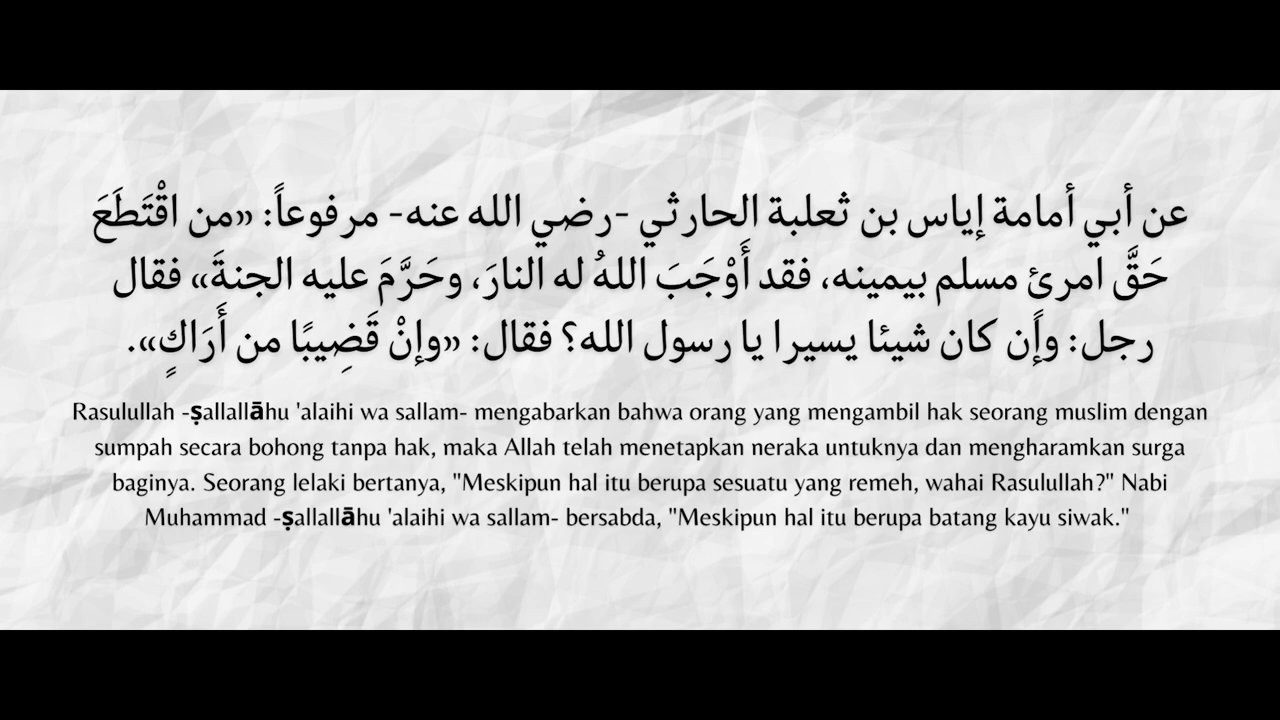 عن أبي أمامة إياس بن ثعلبة الحارثي -رضي الله عنه- مرفوعاً: «من اقْتَطَعَ
حَقَّ امرئ مسلم بيمينه، فقد أَوْجَبَ اللهُ له النارَ، وحَرَّمَ عليه الجنةَ» فقال
رجل: وإن كان شيئا يسيرا يا رسول الله؟ فقال: «وإنْ قَضِيبًا من أَرَاكٍ».
Rasulullah -ṣallallāhu 'alaihi wa sallam- mengabarkan bahwa orang yang mengambil hak seorang muslim dengan
sumpah secara bohong tanpa hak, maka Allah telah menetapkan neraka untuknya dan mengharamkan surga
baginya. Seorang lelaki bertanya, "Meskipun hal itu berupa sesuatu yang remeh, wahai Rasulullah?" Nabi
Muhammad -ṣallallāhu 'alaihi wa sallam- bersabda, "Meskipun hal itu berupa batang kayu siwak."